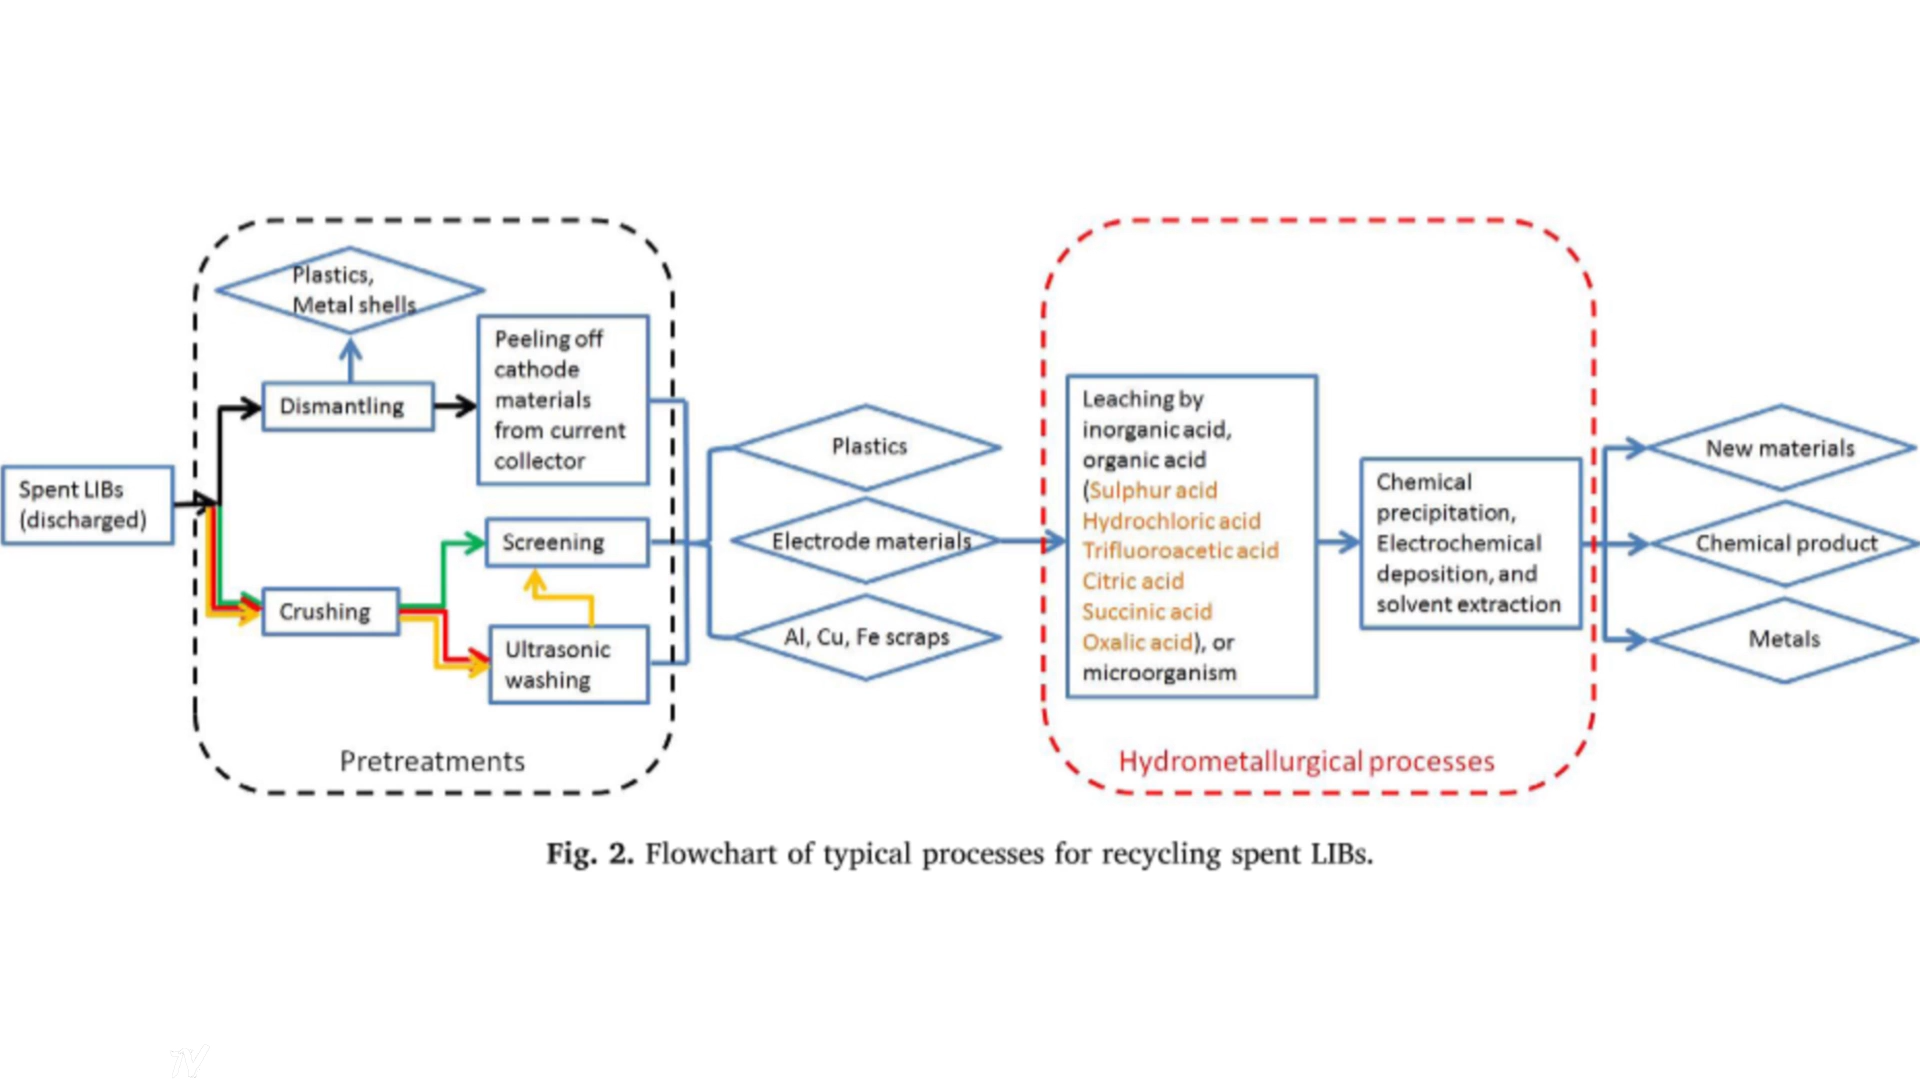 Plastics,
Metal shells
Peeling off
cathode
materials
from current
collector
Dismantling
Spent LIBs
(discharged)
Screening
Crushing
Ultrasonic
washing
Pretreatments
Plastics
Electrode materials
Al, Cu, Fe scraps
Leaching by
inorganic acid,
organic acid
(Sulphur acid
Hydrochloric acid
Trifluoroacetic acid
Citric acid
Succinic acid
Oxalic acid), or
microorganism
Chemical
precipitation,
Electrochemical
deposition, and
solvent extraction
Hydrometallurgical processes
New materials
Chemical product
Metals
Fig. 2. Flowchart of typical processes for recycling spent LIBs.